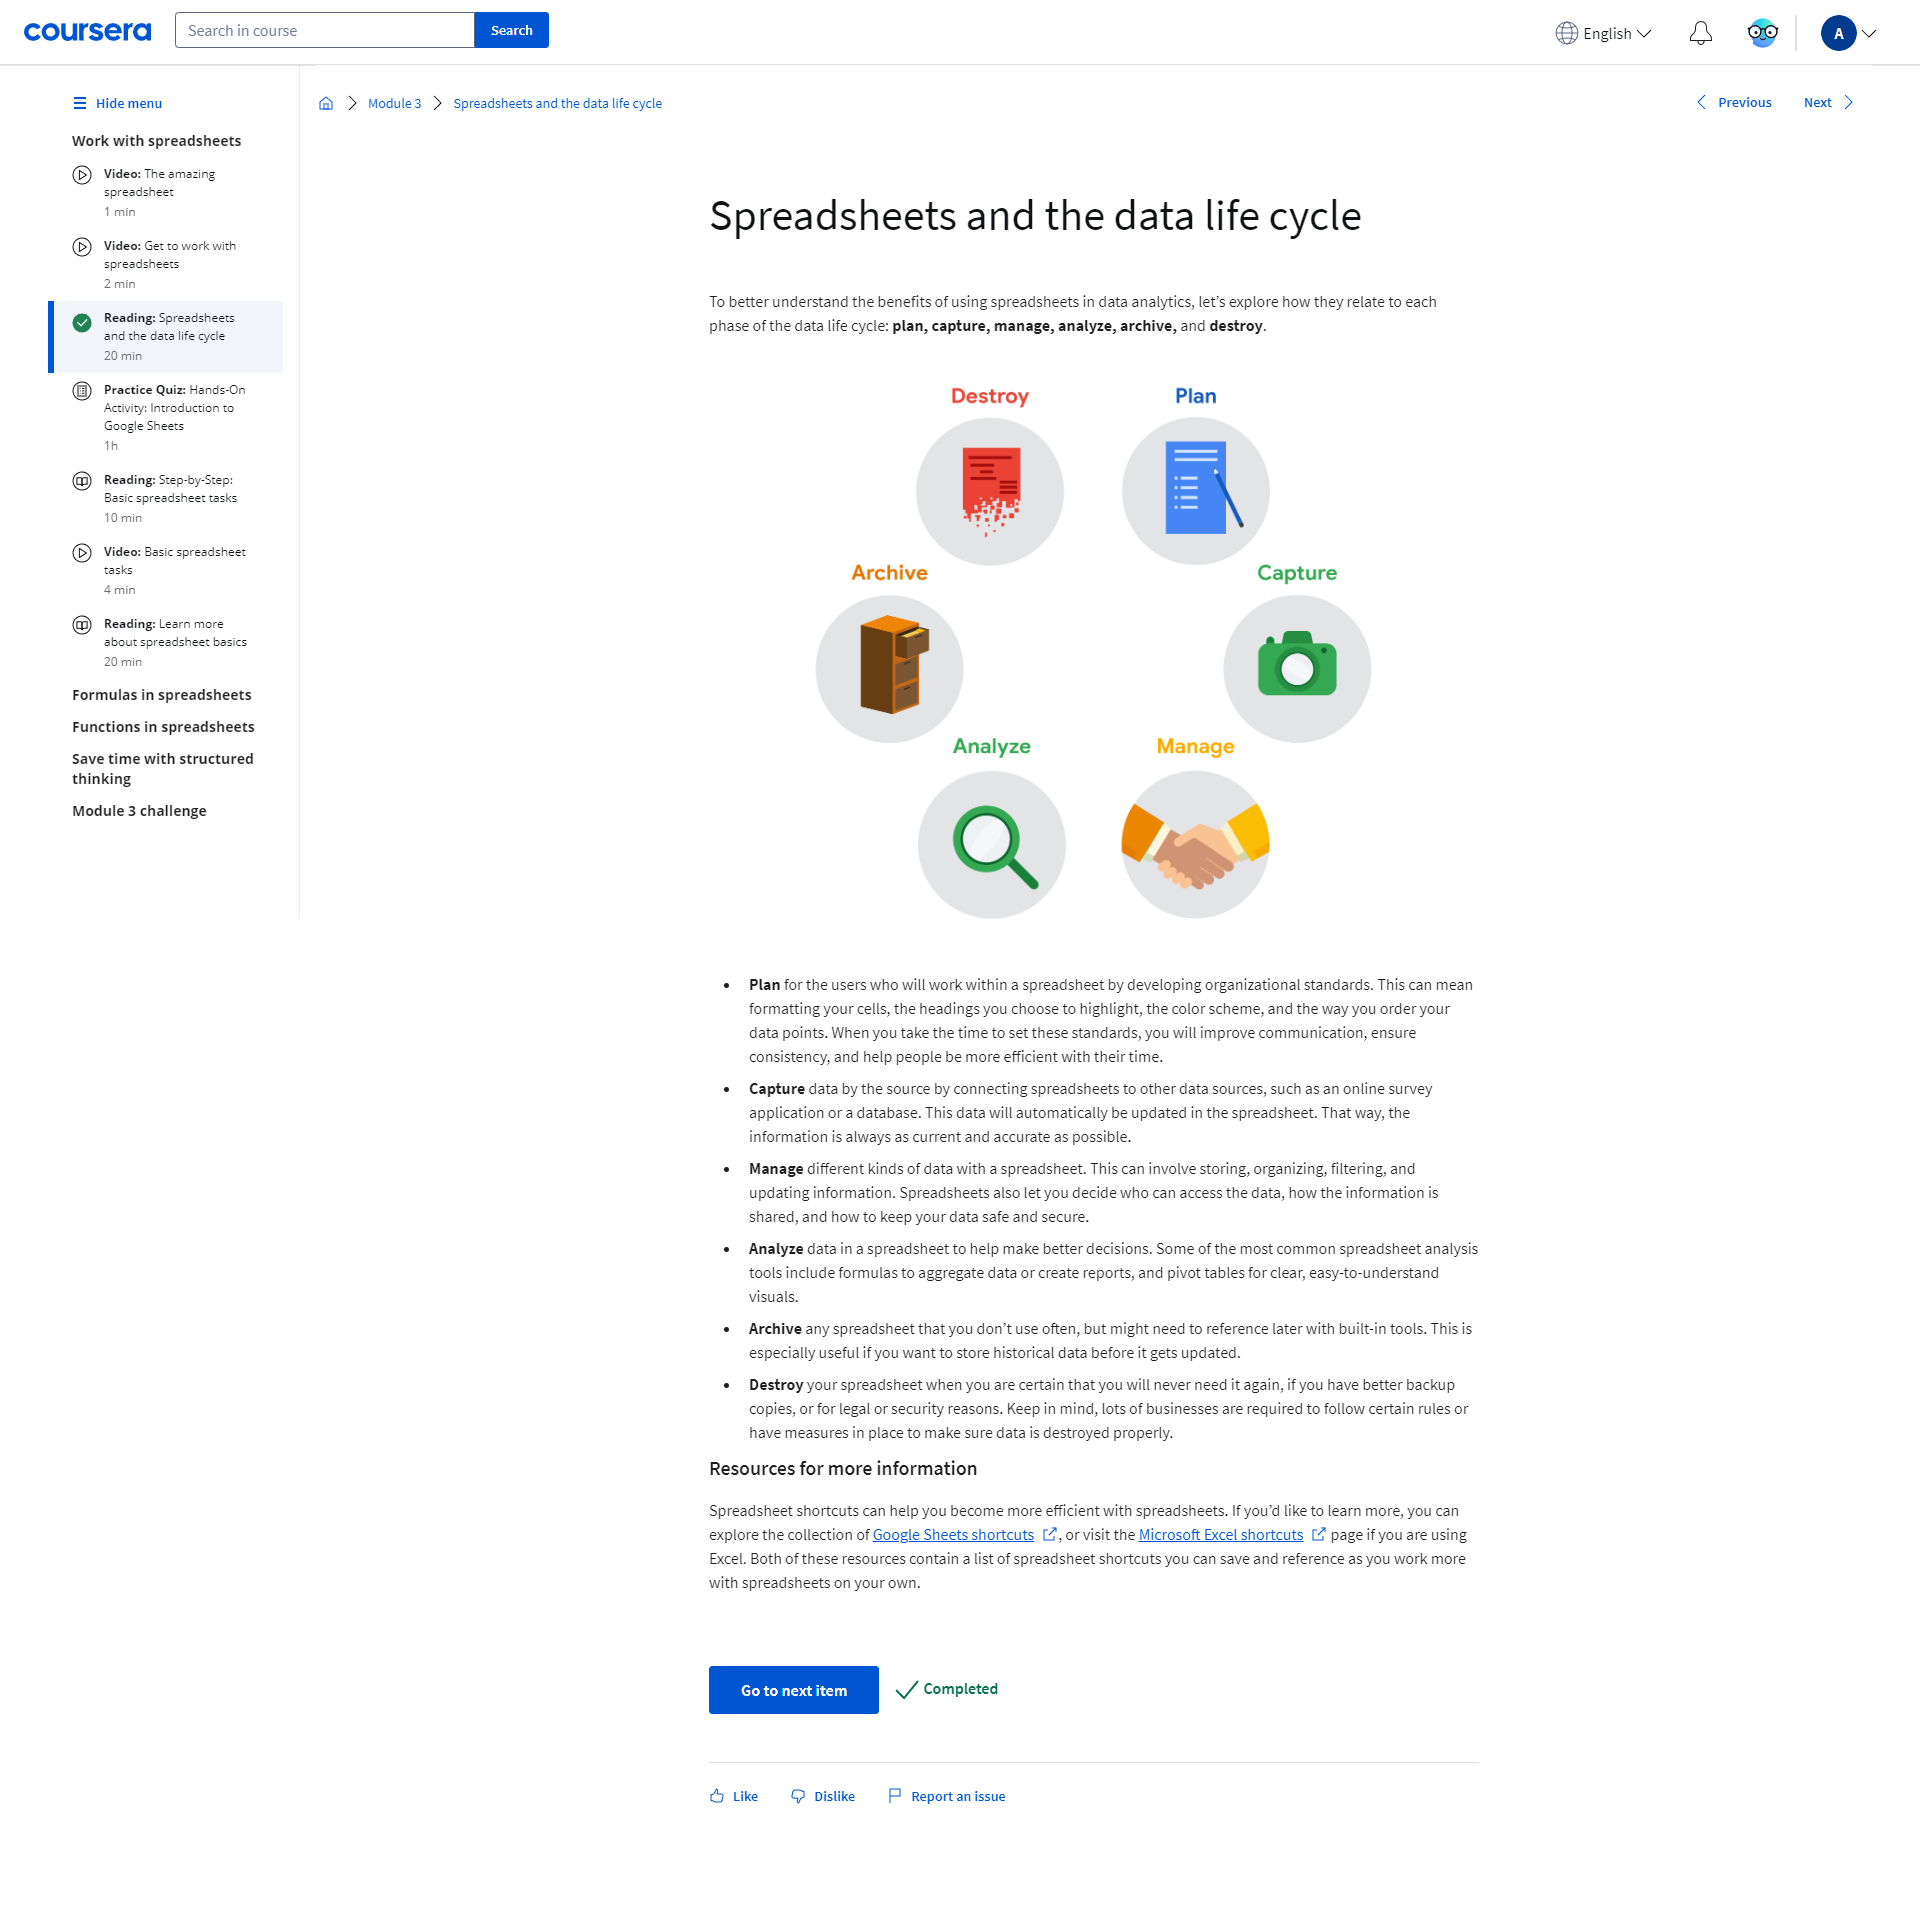 coursera
Search in course
Search
English
A
Hide menu
Work with spreadsheets
Video: The amazing
spreadsheet
1 min
Video: Get to work with
spreadsheets
2 min
Reading: Spreadsheets
and the data life cycle
20 min
Practice Quiz: Hands-On
Activity: Introduction to
Google Sheets
1h
Reading: Step-by-Step:
Basic spreadsheet tasks
10 min
Video: Basic spreadsheet
tasks
4 min
Reading: Learn more
about spreadsheet basics
20 min
Formulas in spreadsheets
Functions in spreadsheets
Save time with structured
thinking
Module 3 challenge
Module 3
Spreadsheets and the data life cycle
Previous
Next
Spreadsheets and the data life cycle
To better understand the benefits of using spreadsheets in data analytics, let’s explore how they relate to each
phase of the data life cycle: plan, capture, manage, analyze, archive, and destroy.
Destroy
Plan
Archive
Capture
Analyze
Manage
Plan for the users who will work within a spreadsheet by developing organizational standards. This can mean
formatting your cells, the headings you choose to highlight, the color scheme, and the way you order your
data points. When you take the time to set these standards, you will improve communication, ensure
consistency, and help people be more efficient with their time.
Capture data by the source by connecting spreadsheets to other data sources, such as an online survey
application or a database. This data will automatically be updated in the spreadsheet. That way, the
information is always as current and accurate as possible.
Manage different kinds of data with a spreadsheet. This can involve storing, organizing, filtering, and
updating information. Spreadsheets also let you decide who can access the data, how the information is
shared, and how to keep your data safe and secure.
Analyze data in a spreadsheet to help make better decisions. Some of the most common spreadsheet analysis
tools include formulas to aggregate data or create reports, and pivot tables for clear, easy-to-understand
visuals.
Archive any spreadsheet that you don’t use often, but might need to reference later with built-in tools. This is
especially useful if you want to store historical data before it gets updated.
Destroy your spreadsheet when you are certain that you will never need it again, if you have better backup
copies, or for legal or security reasons. Keep in mind, lots of businesses are required to follow certain rules or
have measures in place to make sure data is destroyed properly.
Resources for more information
Spreadsheet shortcuts can help you become more efficient with spreadsheets. If you’d like to learn more, you can
explore the collection of Google Sheets shortcuts , or visit the Microsoft Excel shortcuts page if you are using
Excel. Both of these resources contain a list of spreadsheet shortcuts you can save and reference as you work more
with spreadsheets on your own.
Go to next item
Completed
Like
Dislike
Report an issue